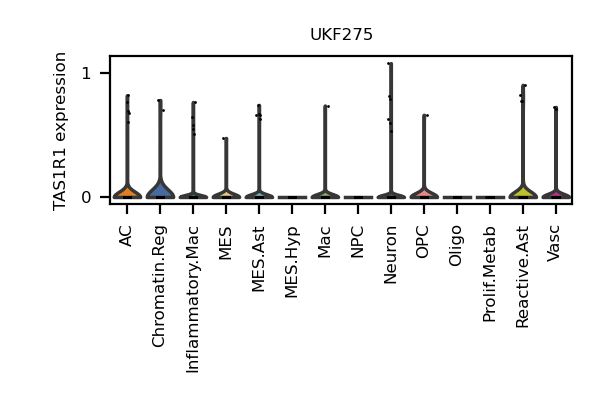 UKF275
TAS1R1 expression
1
0
AC
Chromatin.Reg
Inflammatory.Mac
MES
MES.Ast
MES.Hyp
Mac
NPC
Neuron
OPC
Oligo
Prolif.Metab
Reactive.Ast
Vasc